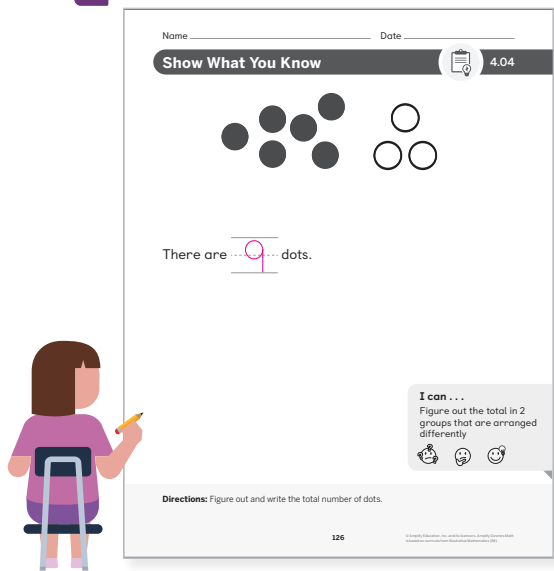 Name Date
Show What You Know 4.04
There are 9 dots.
I can . . .
Figure out the total in 2
groups that are arranged
differently
Directions: Figure out and write the total number of dots.
126